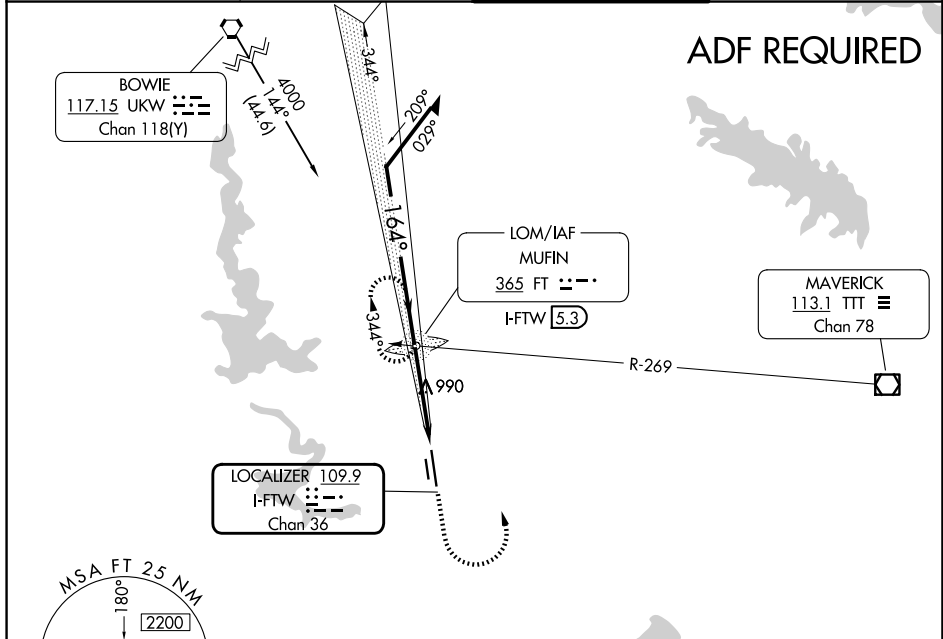 ADF REQUIRED
BOWIE
117.15 UKW
Chan 118(Y)
4000
144°
(44.6)
344°
209°
029°
164°
LOM/IAF
MUFIN
365 FT
I-FTW 5.3
MAVERICK
113.1 TTT
Chan 78
344°
R-269
990
LOCALIZER 109.9
I-FTW
Chan 36
MSA FT 25 NM
180°
2200